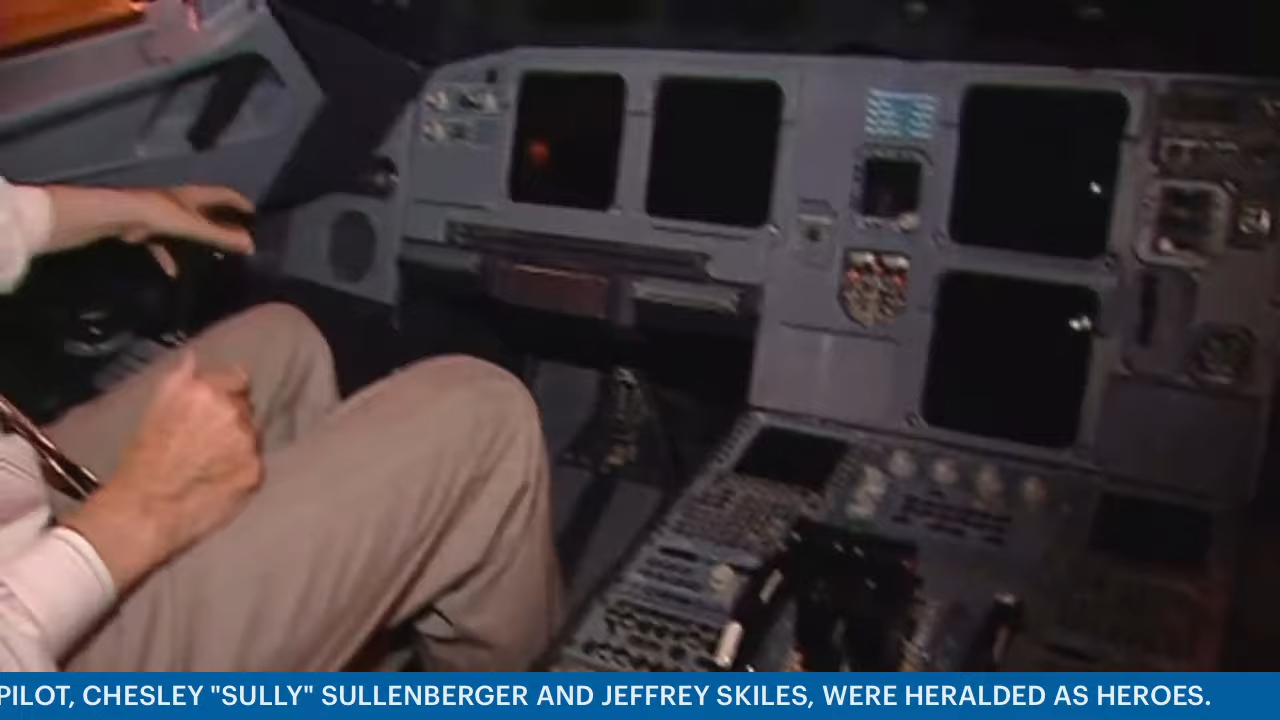 PILOT, CHESLEY "SULLY" SULLENBERGER AND JEFFREY SKILES, WERE HERALDED AS HEROES.